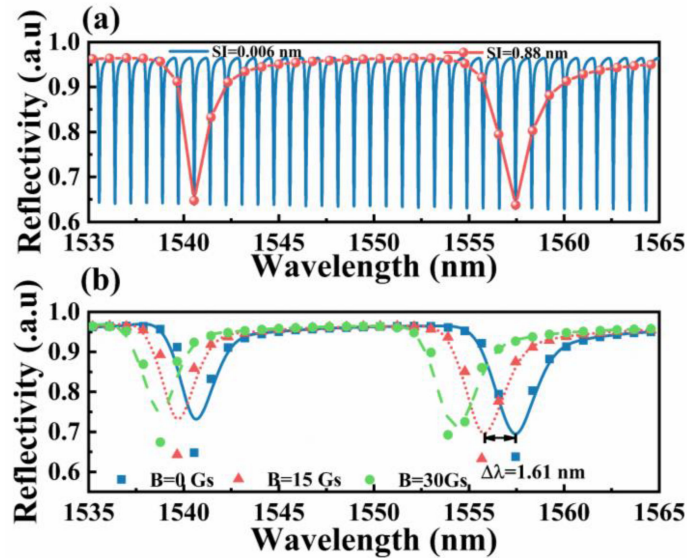 (a)
SI=0.006 nm SI=0.88 nm
Reflectivity (.a.u)
1.0
0.9
0.8
0.7
0.6
1535 1540 1545 1550 1555 1560 1565
Wavelength (nm)
(b)
Reflectivity (.a.u)
1.0
0.9
0.8
0.7
0.6
Δλ=1.61 nm
B=0 Gs B=15 Gs B=30Gs
1535 1540 1545 1550 1555 1560 1565
Wavelength (nm)